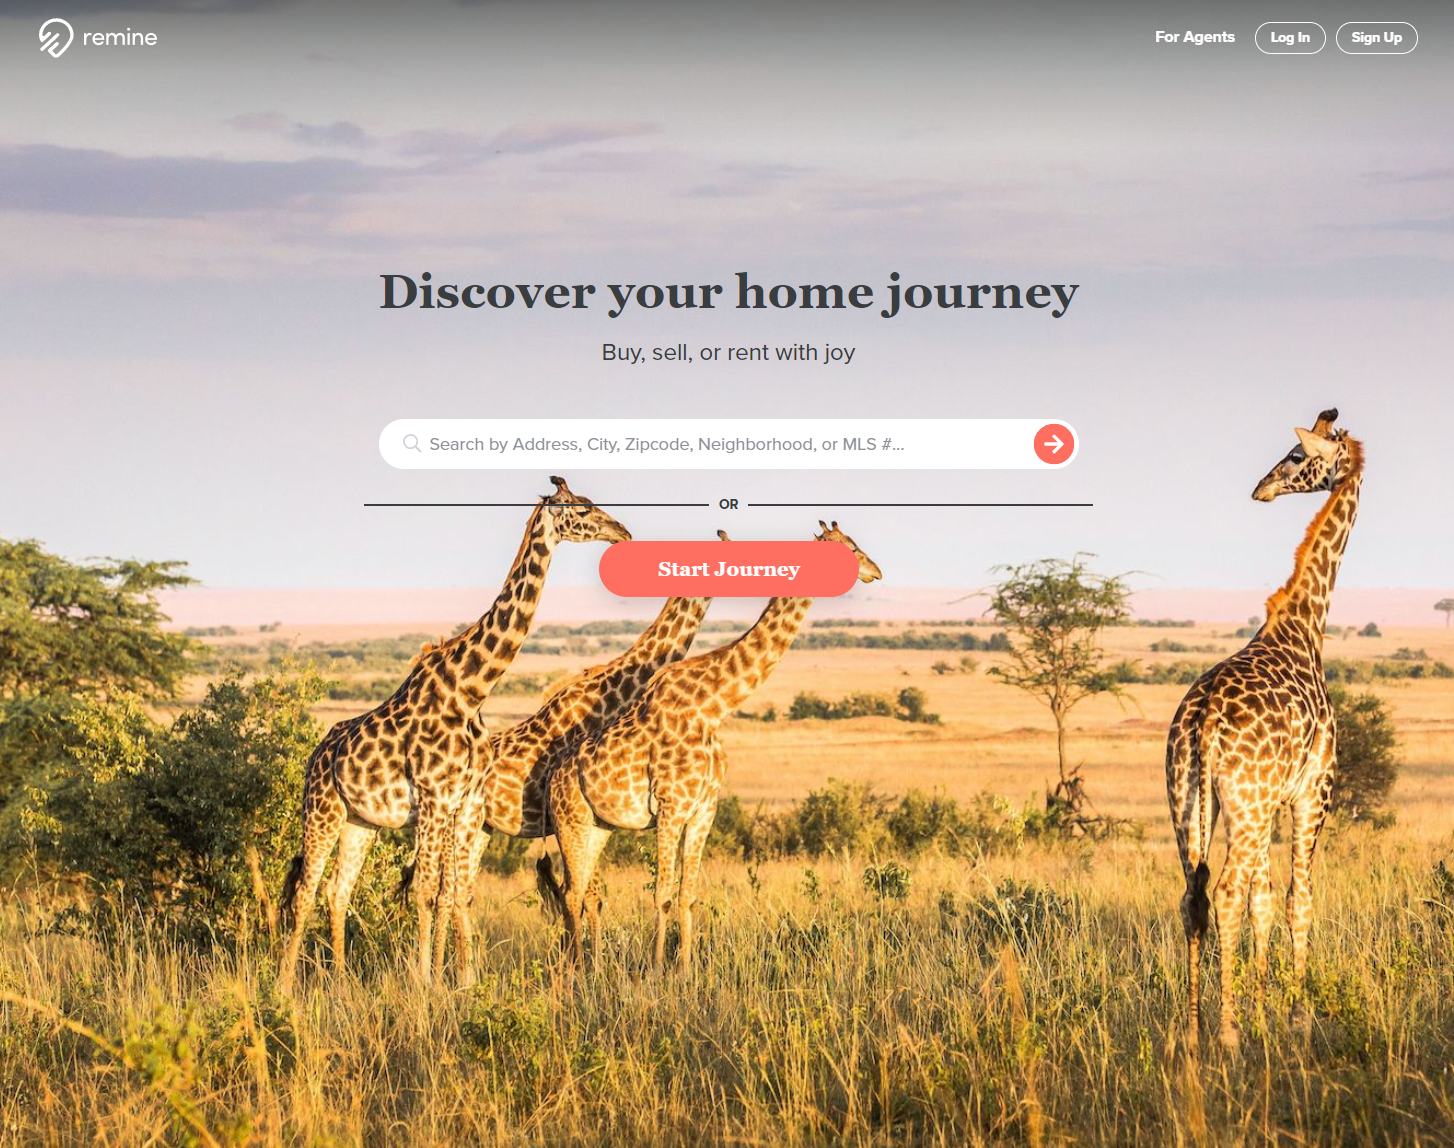 remine
For Agents
Log In
Sign Up
Discover your home journey
Buy, sell, or rent with joy
Search by Address, City, Zipcode, Neighborhood, or MLS #...
OR
Start Journey